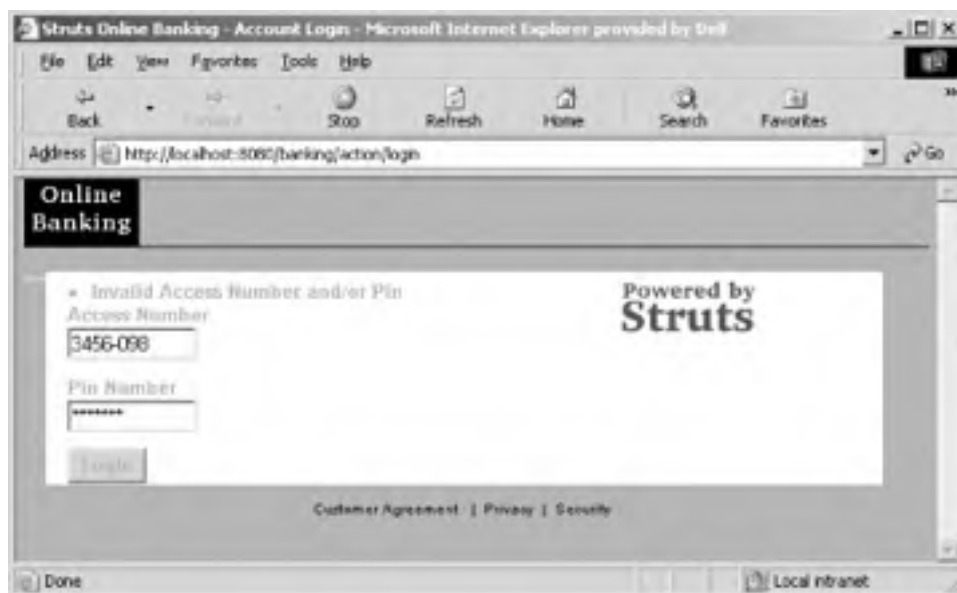 Struts Online Banking - Account Login - Microsoft Internet Explorer provided by Dell
File Edit View Favorites Tools Help
Back Forward Stop Refresh Home Search Favorites »
Address http://localhost:8080/banking/action/login Go
Online
Banking
• Invalid Access Number and/or Pin
Access Number
3456-098
Powered by
Struts
Pin Number
*******
Login
Customer Agreement | Privacy | Security
Done Local intranet